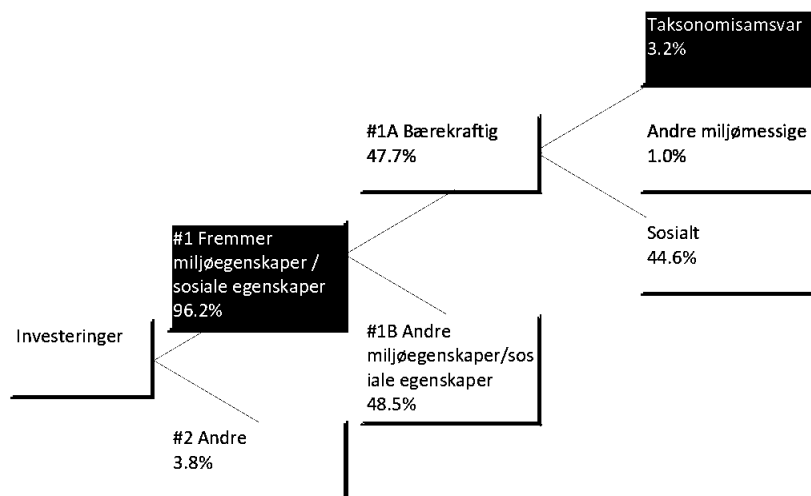 Taksonomisamsvar
3.2%
#1A Bærekraftig
47.7%
Andre miljømessige
1.0%
#1 Fremmer
miljøegenskaper /
sosiale egenskaper
96.2%
Sosialt
44.6%
Investeringer
#1B Andre
miljøegenskaper/sos
iale egenskaper
48.5%
#2 Andre
3.8%